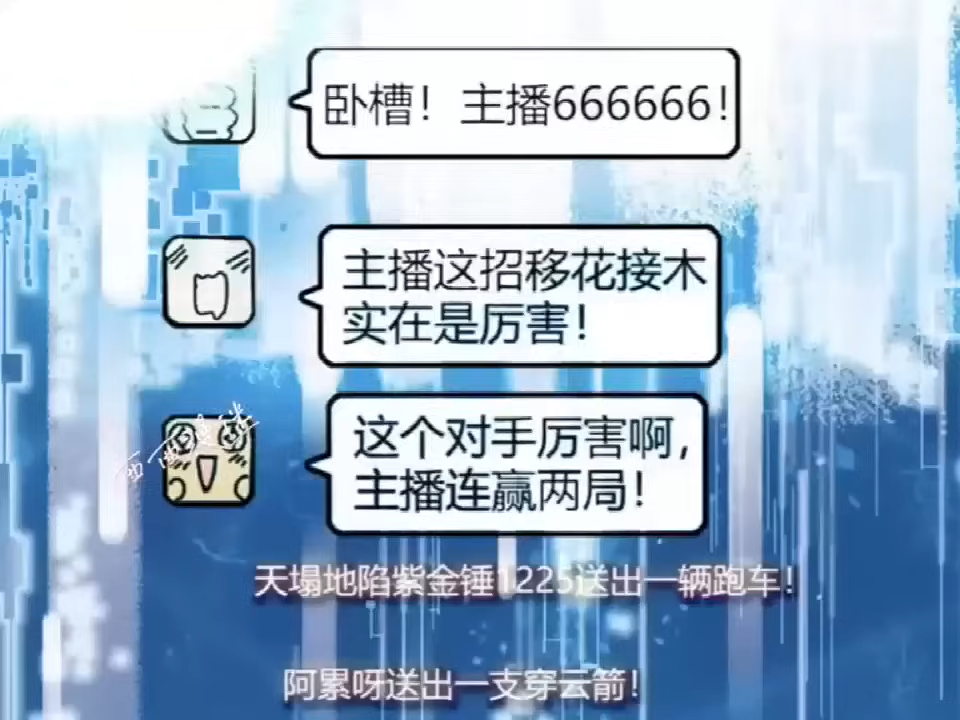 卧槽！主播666666！
主播这招移花接木
实在是厉害！
这个对手厉害啊，
主播连赢两局！
天塌地陷紫金锤1225送出一辆跑车！
阿累呀送出一支穿云箭！